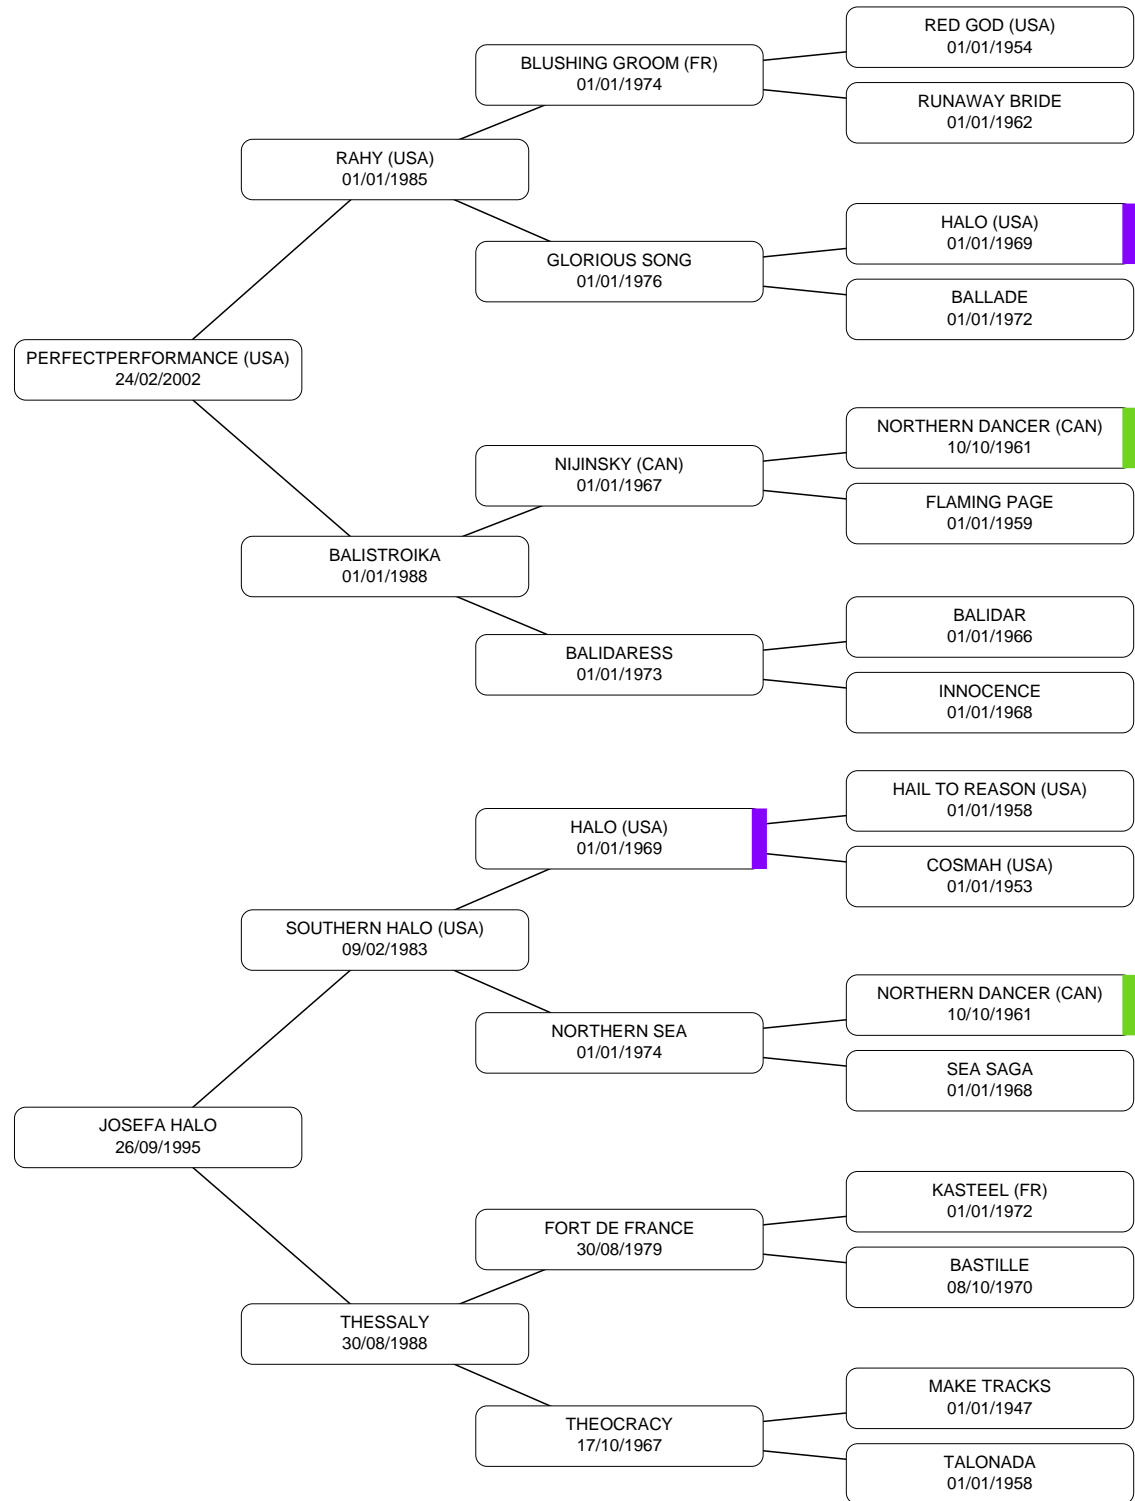 RED GOD (USA)
01/01/1954
BLUSHING GROOM (FR)
01/01/1974
RUNAWAY BRIDE
01/01/1962
RAHY (USA)
01/01/1985
HALO (USA)
01/01/1969
GLORIOUS SONG
01/01/1976
BALLADE
01/01/1972
PERFECTPERFORMANCE (USA)
24/02/2002
NORTHERN DANCER (CAN)
10/10/1961
NIJINSKY (CAN)
01/01/1967
FLAMING PAGE
01/01/1959
BALISTROIKA
01/01/1988
BALIDAR
01/01/1966
BALIDARESS
01/01/1973
INNOCENCE
01/01/1968
HAIL TO REASON (USA)
01/01/1958
HALO (USA)
01/01/1969
COSMAH (USA)
01/01/1953
SOUTHERN HALO (USA)
09/02/1983
NORTHERN DANCER (CAN)
10/10/1961
NORTHERN SEA
01/01/1974
SEA SAGA
01/01/1968
JOSEFA HALO
26/09/1995
KASTEEL (FR)
01/01/1972
FORT DE FRANCE
30/08/1979
BASTILLE
08/10/1970
THESSALY
30/08/1988
MAKE TRACKS
01/01/1947
THEOCRACY
17/10/1967
TALONADA
01/01/1958